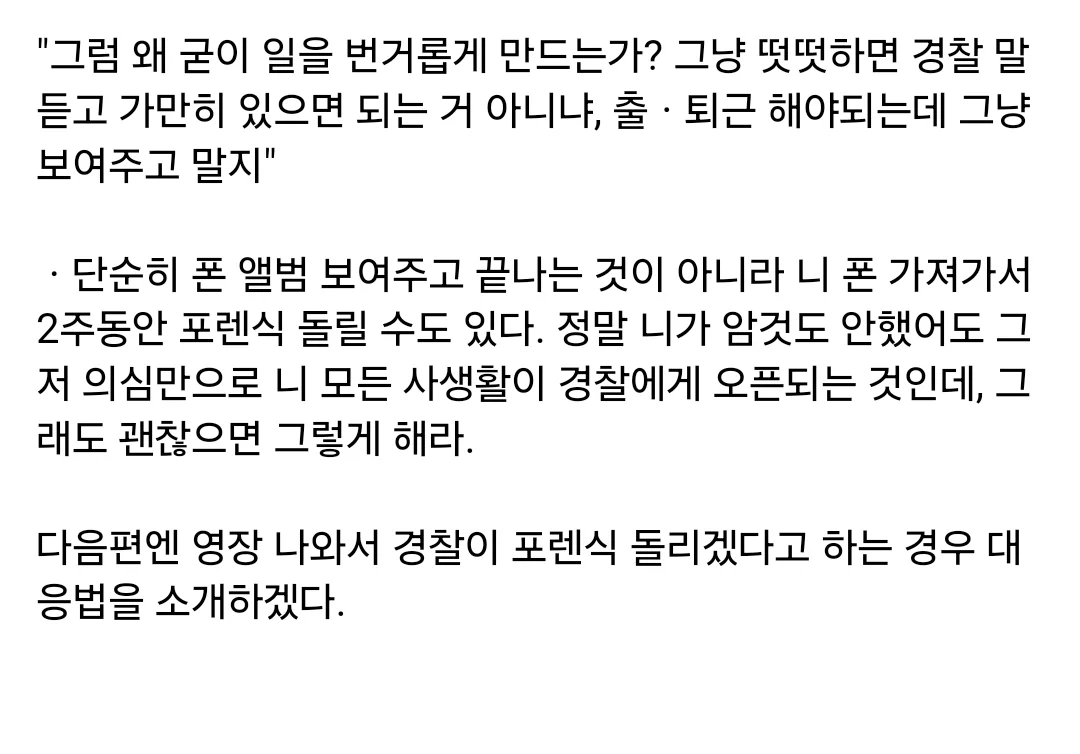 "그럼 왜 굳이 일을 번거롭게 만드는가? 그냥 떳떳하면 경찰 말
듣고 가만히 있으면 되는 거 아니냐, 출 · 퇴근 해야되는데 그냥
보여주고 말지"
· 단순히 폰 앨범 보여주고 끝나는 것이 아니라 니 폰 가져가서
2주동안 포렌식 돌릴 수도 있다. 정말 니가 암것도 안했어도 그
저 의심만으로 니 모든 사생활이 경찰에게 오픈되는 것인데, 그
래도 괜찮으면 그렇게 해라.
다음편엔 영장 나와서 경찰이 포렌식 돌리겠다고 하는 경우 대
응법을 소개하겠다.